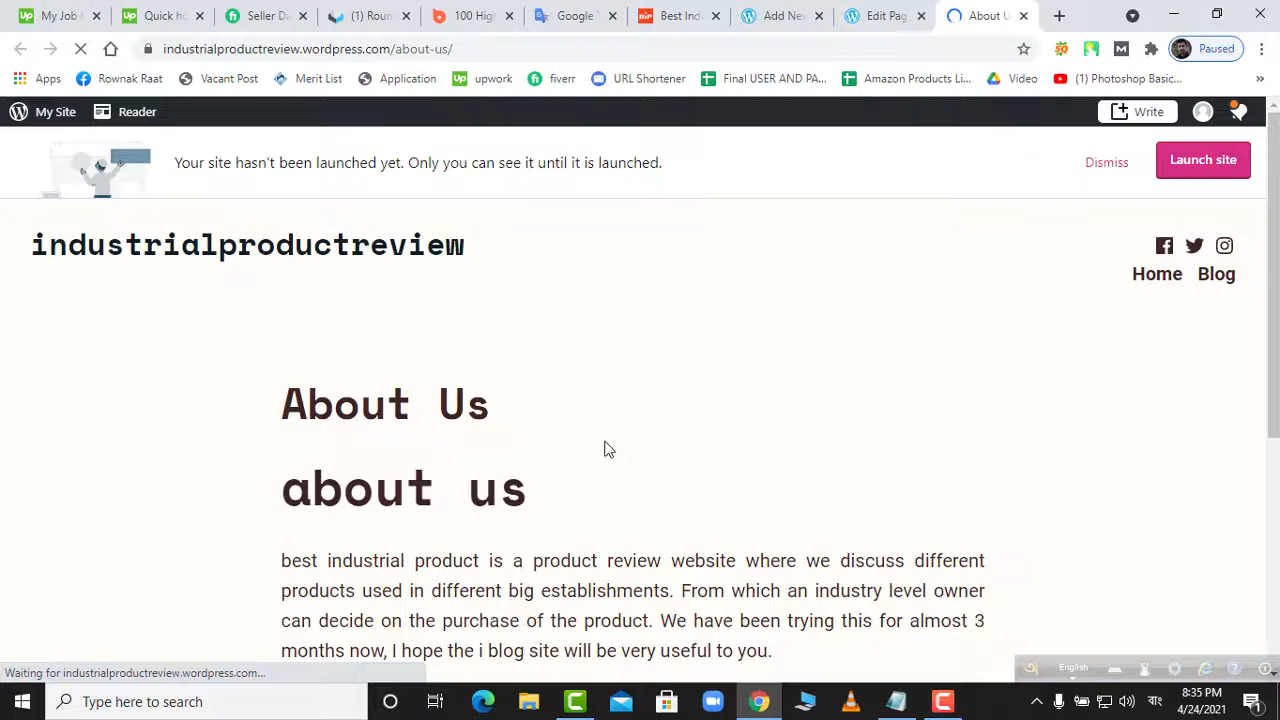 My Job
Quick ho
Seller Da
(1) Rown
100 Hig
Google
Best Ind
Add Nev
Edit Pag
About U
industrialproductreview.wordpress.com/about-us/
Paused
Apps
Rownak Raat
Vacant Post
Merit List
Application
upwork
fiverr
URL Shortener
Final USER AND PA...
Amazon Products Li...
Video
(1) Photoshop Basic...
My Site
Reader
Write
Your site hasn't been launched yet. Only you can see it until it is launched.
Dismiss
Launch site
industrialproductreview
Home Blog
About Us
about us
best industrial product is a product review website where we discuss different
products used in different big establishments. From which an industry level owner
can decide on the purchase of the product. We have been trying this for almost 3
months now, I hope the i blog site will be very useful to you.
Waiting for industrialproductreview.wordpress.com...
English
Type here to search
বাং
8:35 PM
4/24/2021
1